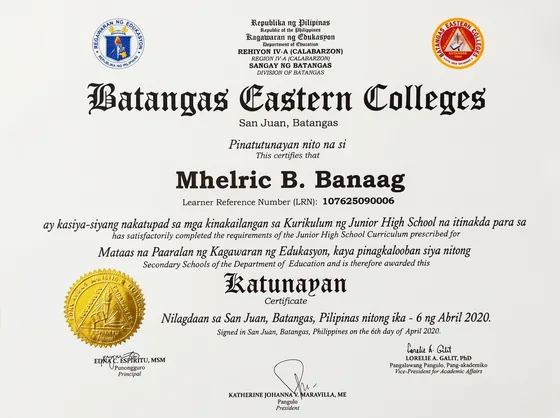 Republika ng Pilipinas
Republic of the Philippines
Kagawaran ng Edukasyon
Department of Education
REHIYON IV-A (CALABARZON)
REGION IV-A (CALABARZON)
SANGAY NG BATANGAS
DIVISION OF BATANGAS
Batangas Eastern Colleges
San Juan, Batangas
Pinatutunayan nito na si
This certifies that
Mhelric B. Banaag
Learner Reference Number (LRN): 107625090006
ay kasiya-siyang nakatupad sa mga kinakailangan sa Kurikulum ng Junior High School na itinakda para sa
has satisfactorily completed the requirements of the Junior High School Curriculum prescribed for
Mataas na Paaralan ng Kagawaran ng Edukasyon, kaya pinagkalooban siya nitong
Secondary Schools of the Department of Education and is therefore awarded this
Katunayan
Certificate
Nilagdaan sa San Juan, Batangas, Pilipinas nitong ika - 6 ng Abril 2020.
Signed in San Juan, Batangas, Philippines on the 6th day of April 2020.
EDNA C. ESPIRITU, MSM
Punongguro
Principal
Lorelie A. Galit
LORELIE A. GALIT, PhD
Pangalawang Pangulo, Pang-akademiko
Vice-President for Academic Affairs
KATHERINE JOHANNA V. MARAVILLA, ME
Pangulo
President